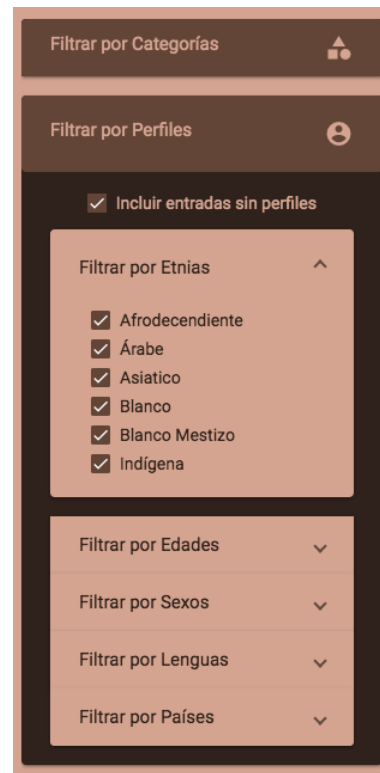 Filtrar por Categorías
Filtrar por Perfiles
Incluir entradas sin perfiles
Filtrar por Etnias
Afrodecendiente
Árabe
Asiatico
Blanco
Blanco Mestizo
Indígena
Filtrar por Edades
Filtrar por Sexos
Filtrar por Lenguas
Filtrar por Países